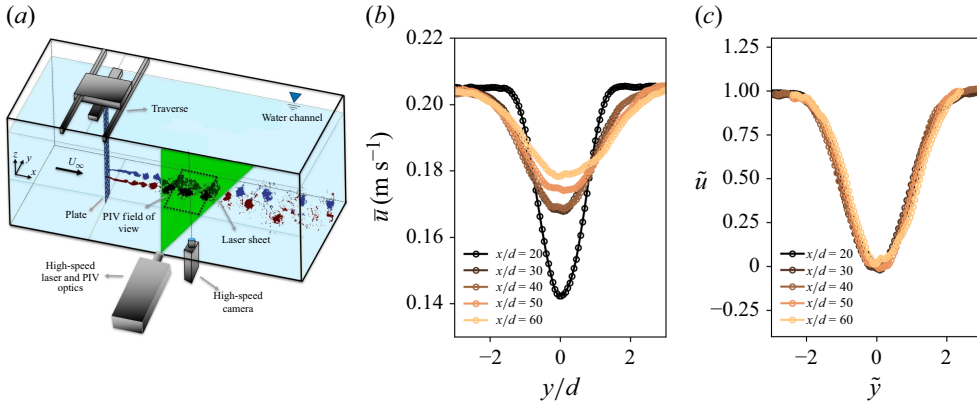 (a)
Traverse
Water channel
z
y
x
U∞
Plate
PIV field of
view
Laser sheet
High-speed
laser and PIV
optics
High-speed
camera
(b)
0.22
0.20
0.18
0.16
0.14
u̅ (m s⁻¹)
x/d = 20
x/d = 30
x/d = 40
x/d = 50
x/d = 60
−2
0
2
y/d
(c)
1.25
1.00
0.75
0.50
0.25
0
−0.25
ũ
x/d = 20
x/d = 30
x/d = 40
x/d = 50
x/d = 60
−2
0
2
ỹ